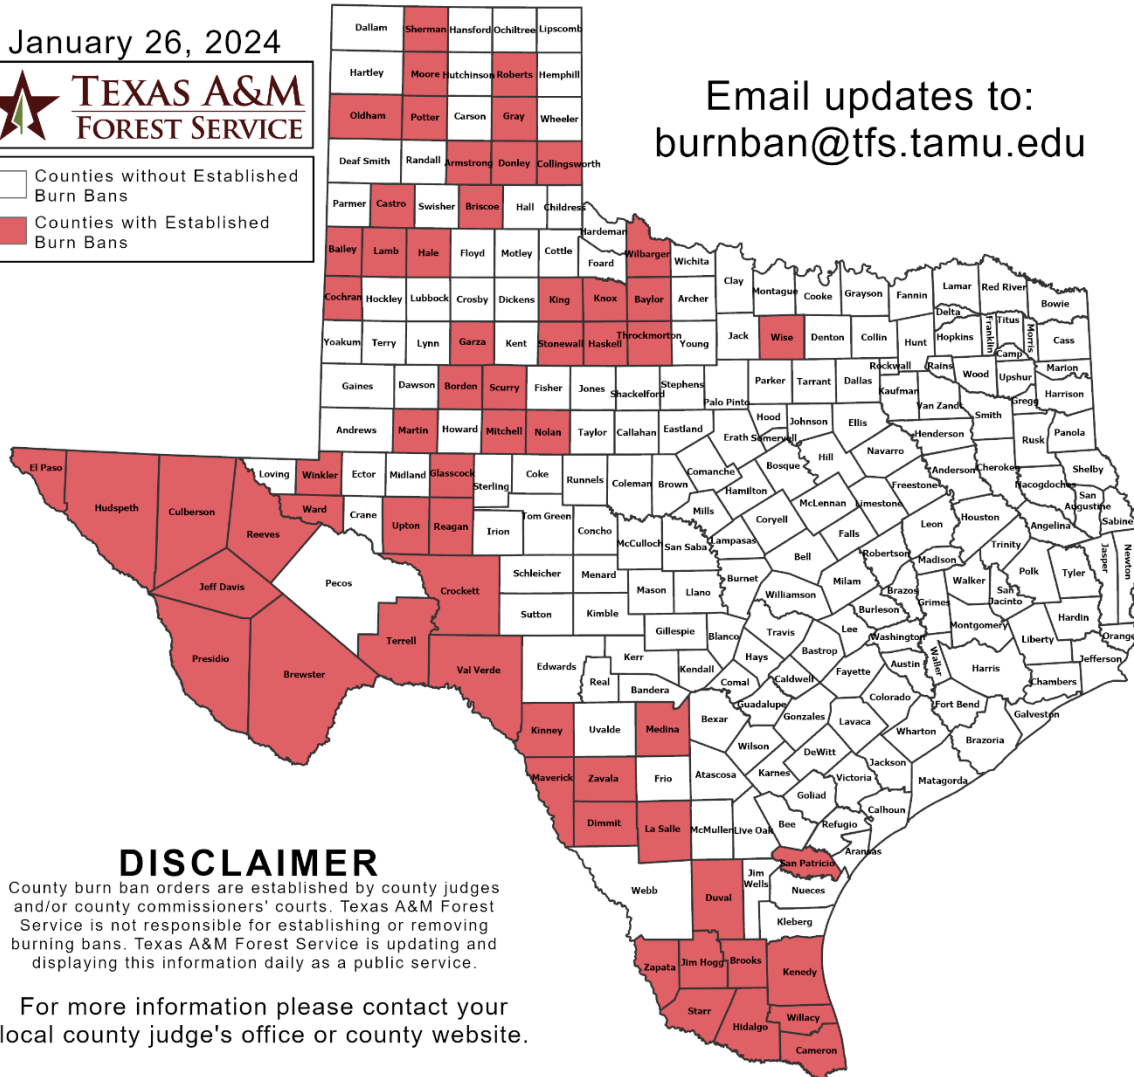 January 26, 2024
TEXAS A&M
FOREST SERVICE
Counties without Established
Burn Bans
Counties with Established
Burn Bans
Email updates to:
burnban@tfs.tamu.edu
Dallam Sherman Hansford Ochiltree Lipscomb
Hartley Moore Hutchinson Roberts Hemphill
Oldham Potter Carson Gray Wheeler
Deaf Smith Randall Armstrong Donley Collingsworth
Parmer Castro Swisher Briscoe Hall Childress
Hardeman
Bailey Lamb Hale Floyd Motley Cottle Foard Wilbarger Wichita
Clay Montague Cooke Grayson Fannin Lamar Red River Bowie
Cochran Hockley Lubbock Crosby Dickens King Knox Baylor Archer
Delta Franklin Titus Morris Cass
Yoakum Terry Lynn Garza Kent Stonewall Haskell Throckmorton Young Jack Wise Denton Collin Hunt Hopkins
Camp Rockwall Rains Wood Upshur Marion
Gaines Dawson Borden Scurry Fisher Jones Shackelford Stephens Palo Pinto Parker Tarrant Dallas Kaufman Van Zandt Smith Gregg Harrison
Andrews Martin Howard Mitchell Nolan Taylor Callahan Eastland Erath Somervell Hood Johnson Ellis Henderson Rusk Panola
El Paso Hudspeth Culberson Reeves Loving Winkler Ector Midland Glasscock Sterling Coke Runnels Coleman Brown Comanche Hamilton Bosque Hill Navarro Freestone Anderson Cherokee Nacogdoches Shelby
San
Augustine
Sabine
Ward Crane Upton Reagan Irion Tom Green Concho McCulloch San Saba Mills Lampasas Coryell McLennan Limestone Falls Leon Houston Angelina
Trinity Jasper Newton
Jeff Davis Pecos Crockett Schleicher Menard Mason Llano Burnet Bell Williamson Milam Robertson Brazos Madison Grimes Walker
San
Jacinto
Polk Tyler
Presidio Brewster Terrell Val Verde Sutton Kimble Gillespie Blanco Travis Lee Burleson Washington Montgomery Liberty Hardin Orange
Edwards Real Kerr Bandera Kendall Comal Hays Caldwell Bastrop Fayette Austin Waller Harris Chambers Jefferson
Kinney Uvalde Medina Bexar Guadalupe Gonzales Lavaca Colorado Wharton Fort Bend Brazoria Galveston
Maverick Zavala Frio Atascosa Wilson Karnes DeWitt Victoria Jackson Matagorda
Dimmit La Salle McMullen Live Oak Bee Goliad Refugio Calhoun
Aransas
Webb Duval
Jim
Wells
San Patricio
Nueces
Kleberg
Zapata Jim Hogg Brooks Kenedy
Starr Hidalgo Willacy
Cameron
DISCLAIMER
County burn ban orders are established by county judges
and/or county commissioners' courts. Texas A&M Forest
Service is not responsible for establishing or removing
burning bans. Texas A&M Forest Service is updating and
displaying this information daily as a public service.
For more information please contact your
local county judge's office or county website.